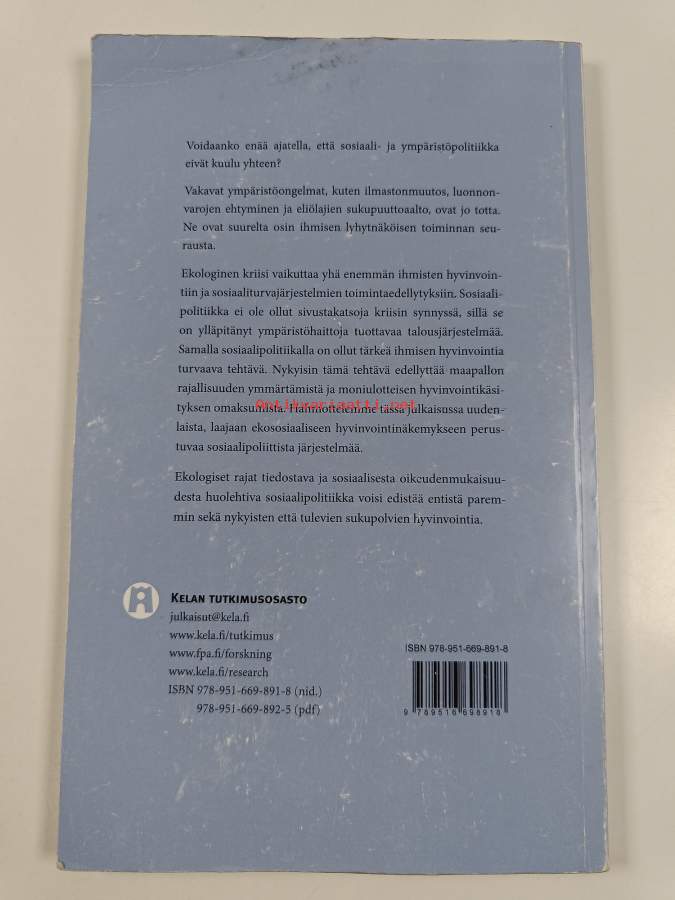 Voidaanko enää ajatella, että sosiaali- ja ympäristöpolitiikka
eivät kuulu yhteen?
Vakavat ympäristöongelmat, kuten ilmastonmuutos, luonnon-
varojen ehtyminen ja eliölajien sukupuuttoaalto, ovat jo totta.
Ne ovat suurelta osin ihmisen lyhytnäköisen toiminnan seu-
rausta.
Ekologinen kriisi vaikuttaa yhä enemmän ihmisten hyvinvoin-
tiin ja sosiaaliturvajärjestelmien toimintaedellytyksiin. Sosiaali-
politiikka ei ole ollut sivustakatsoja kriisin synnyssä, sillä se
on ylläpitänyt ympäristöhaittoja tuottavaa talousjärjestelmää.
Samalla sosiaalipolitiikalla on ollut tärkeä ihmisen hyvinvointia
turvaava tehtävä. Nykyisin tämä tehtävä edellyttää maapallon
rajallisuuden ymmärtämistä ja moniulotteisen hyvinvointikäsi-
tyksen omaksumista. Hahmottelemme tässä julkaisussa uuden-
Antikvariaatti.net
laista, laajaan ekososiaaliseen hyvinvointinäkemykseen perus-
tuvaa sosiaalipoliittista järjestelmää.
Ekologiset rajat tiedostava ja sosiaalisesta oikeudenmukaisuu-
desta huolehtiva sosiaalipolitiikka voisi edistää entistä parem-
min sekä nykyisten että tulevien sukupolvien hyvinvointia.
KELAN TUTKIMUSOSASTO
julkaisut@kela.fi
www.kela.fi/tutkimus
www.fpa.fi/forskning
www.kela.fi/research
ISBN 978-951-669-891-8 (nid.)
978-951-669-892-5 (pdf)
ISBN 978-951-669-891-8
9 789516 698918